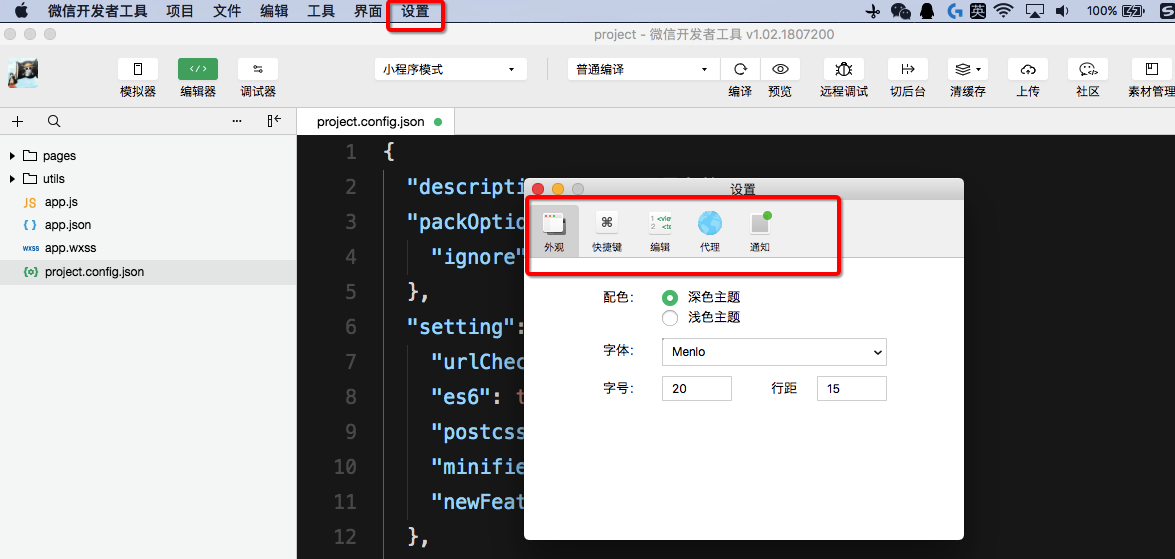 微信开发者工具 项目 文件 编辑 工具 界面 设置 英 100%
project - 微信开发者工具 v1.02.1807200
小程序模式 普通编译
模拟器 编辑器 调试器 编译 预览 远程调试 切后台 清缓存 上传 社区 素材管
project.config.json
pages
utils
JS app.js
{ } app.json
wxss app.wxss
{o} project.config.json
1 {
2 "descripti
3 "packOptio
4 "ignore"
5 },
6 "setting":
7 "urlChec
8 "es6": t
9 "postcss
10 "minifie
11 "newFeat
12 },
设置
1 <vie
2 <te
外观 快捷键 编辑 代理 通知
配色: 深色主题
浅色主题
字体: Menlo
字号: 20 行距 15